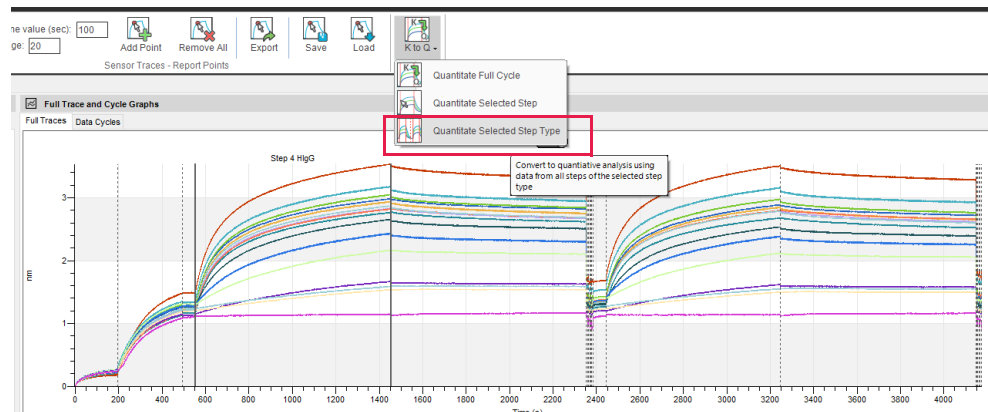 ne value (sec): 100
ge: 20
Add Point
Remove All
Export
Save
Load
K to Q
Sensor Traces - Report Points
Quantitate Full Cycle
Quantitate Selected Step
Quantitate Selected Step Type
Full Trace and Cycle Graphs
Full Traces
Data Cycles
Step 4 HIgG
Convert to quantiative analysis using
data from all steps of the selected step
type
3
2
nm
1
0
0 200 400 600 800 1000 1200 1400 1600 1800 2000 2200 2400 2600 2800 3000 3200 3400 3600 3800 4000